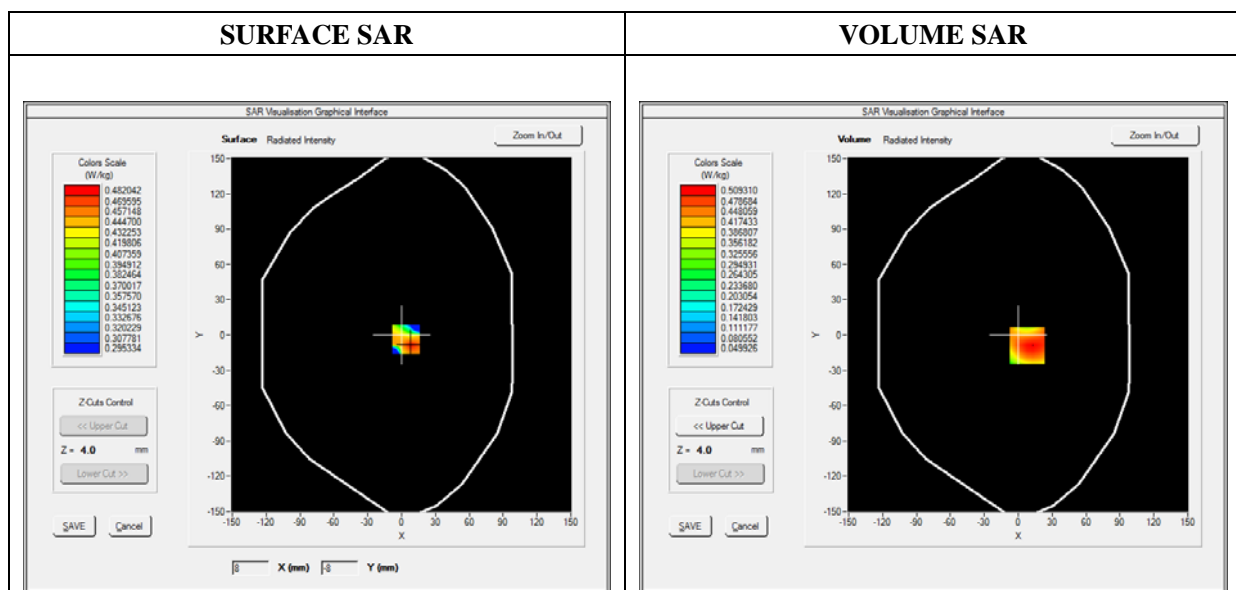 SURFACE SAR
VOLUME SAR
SAR Visualisation Graphical Interface
Surface Radiated Intensity
Zoom In/Out
Colors Scale
(W/kg)
0.482042
0.469595
0.457148
0.444700
0.432253
0.419806
0.407359
0.394912
0.382464
0.370017
0.357570
0.345123
0.332676
0.320229
0.307781
0.295334
Z-Cuts Control
<< Upper Cut
Z = 4.0 mm
Lower Cut >>
SAVE Cancel
150
120
90
60
30
0
-30
-60
-90
-120
-150
Y
-150 -120 -90 -60 -30 0 30 60 90 120 150
X
8 X (mm) -8 Y (mm)
SAR Visualisation Graphical Interface
Volume Radiated Intensity
Zoom In/Out
Colors Scale
(W/kg)
0.509310
0.478684
0.448059
0.417433
0.386807
0.356182
0.325556
0.294931
0.264305
0.233680
0.203054
0.172429
0.141803
0.111177
0.080552
0.049926
Z-Cuts Control
<< Upper Cut
Z = 4.0 mm
Lower Cut >>
SAVE Cancel
150
120
90
60
30
0
-30
-60
-90
-120
-150
Y
-150 -120 -90 -60 -30 0 30 60 90 120 150
X